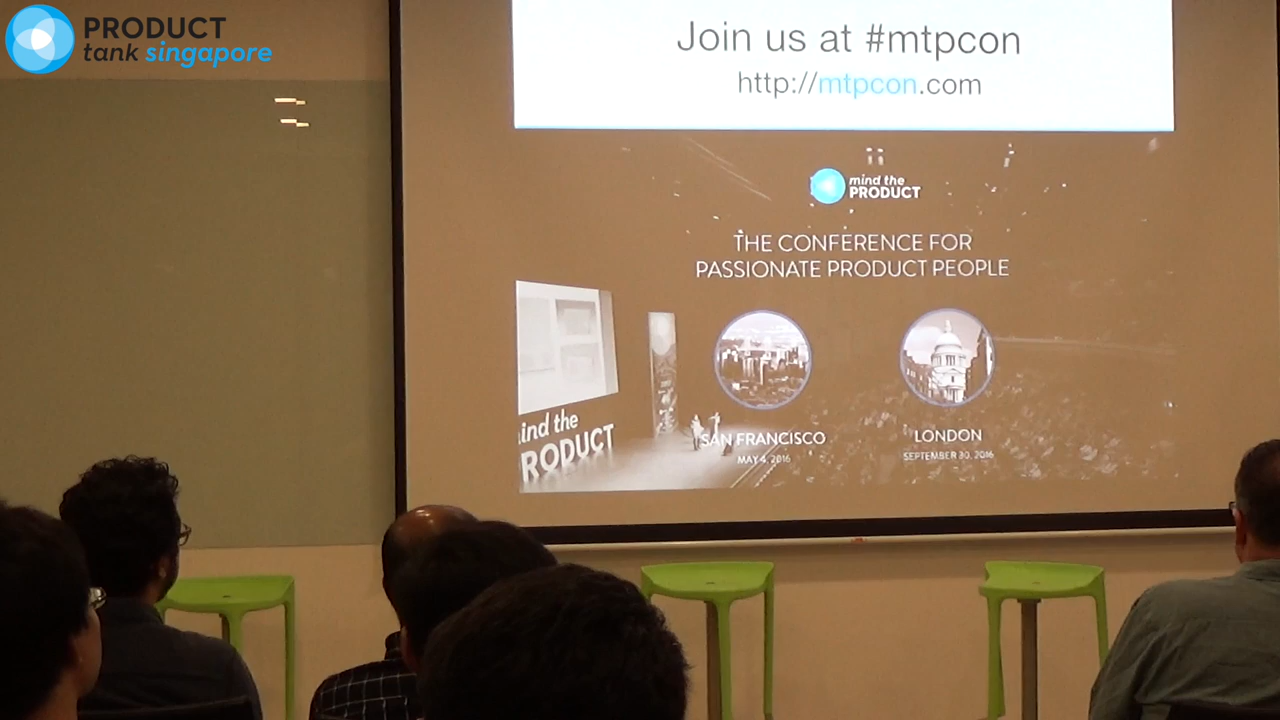 PRODUCT
tank singapore
Join us at #mtpcon
http://mtpcon.com
mind the
PRODUCT
THE CONFERENCE FOR
PASSIONATE PRODUCT PEOPLE
ind the
RODUCT
SAN FRANCISCO
MAY 4, 2016
LONDON
SEPTEMBER 30, 2016